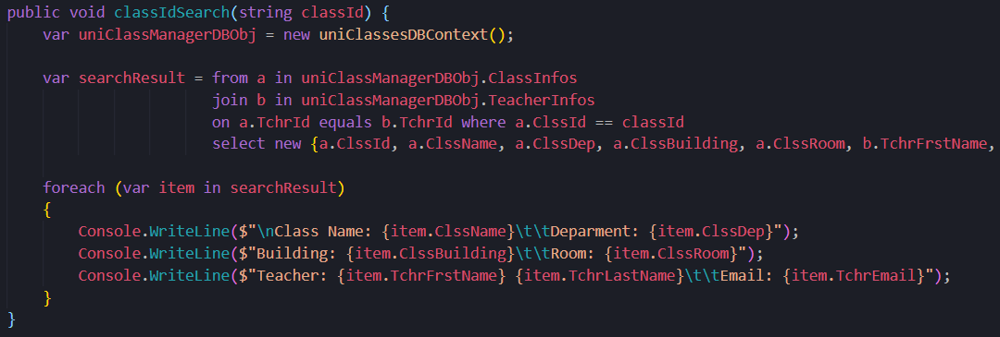 public void classIdSearch(string classId) {
var uniClassManagerDBObj = new uniClassesDBContext();
var searchResult = from a in uniClassManagerDBObj.ClassInfos
join b in uniClassManagerDBObj.TeacherInfos
on a.TchrId equals b.TchrId where a.ClssId == classId
select new {a.ClssId, a.ClssName, a.ClssDep, a.ClssBuilding, a.ClssRoom, b.TchrFrstName,
foreach (var item in searchResult)
{
Console.WriteLine($"\nClass Name: {item.ClssName}\t\tDeparment: {item.ClssDep}");
Console.WriteLine($"Building: {item.ClssBuilding}\t\tRoom: {item.ClssRoom}");
Console.WriteLine($"Teacher: {item.TchrFrstName} {item.TchrLastName}\t\tEmail: {item.TchrEmail}");
}
}